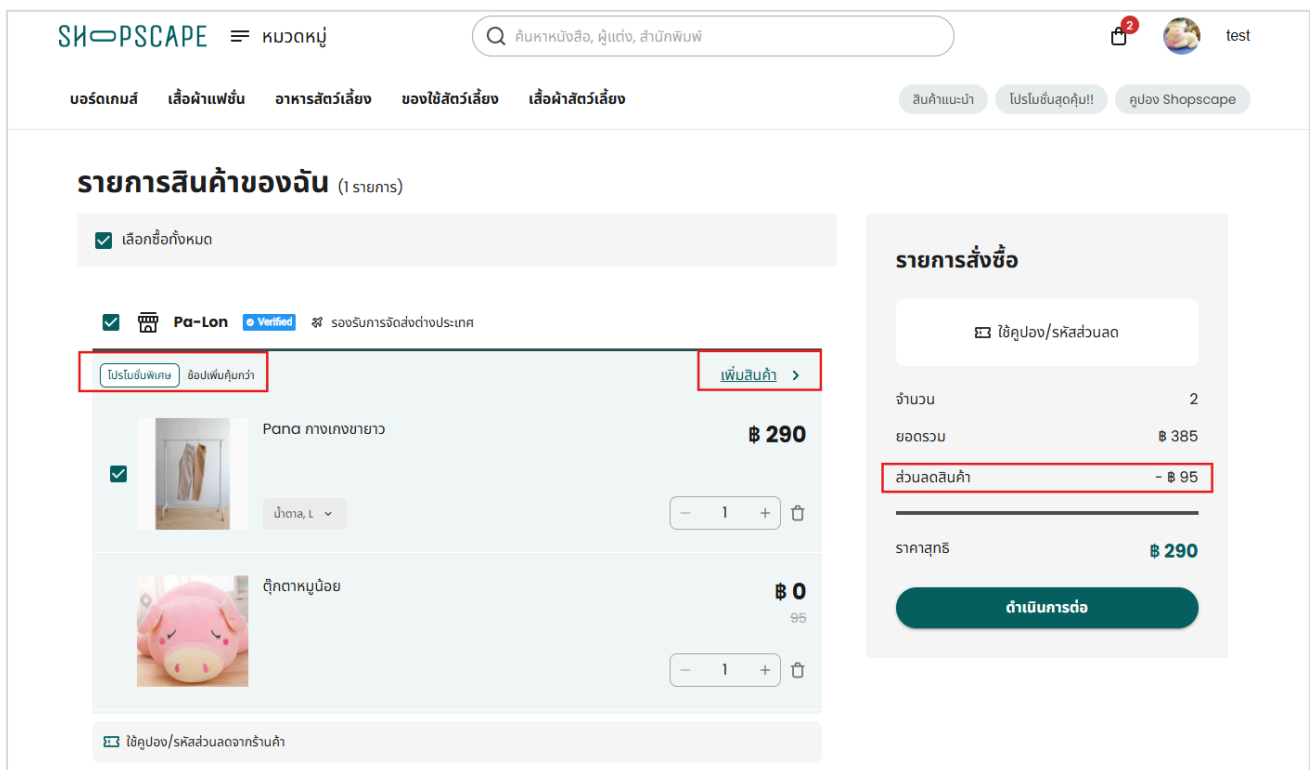 SHOPSCAPE หมวดหมู่ ค้นหาหนังสือ, ผู้แต่ง, สำนักพิมพ์ 2 test
บอร์ดเกมส์ เสื้อผ้าแฟชั่น อาหารสัตว์เลี้ยง ของใช้สัตว์เลี้ยง เสื้อผ้าสัตว์เลี้ยง สินค้าแนะนำ โปรโมชั่นสุดคุ้ม!! คูปอง Shopscape
รายการสินค้าของฉัน (1 รายการ)
เลือกซื้อทั้งหมด
Pa-Lon Verified รองรับการจัดส่งต่างประเทศ
โปรโมชั่นพิเศษ ช้อปเพิ่มคุ้มกว่า เพิ่มสินค้า >
Pana กางเกงขายาว ฿ 290
น้ำตาล, L − 1 +
ตุ๊กตาหมูน้อย ฿ 0
95
− 1 +
ใช้คูปอง/รหัสส่วนลดจากร้านค้า
รายการสั่งซื้อ
ใช้คูปอง/รหัสส่วนลด
จำนวน 2
ยอดรวม ฿ 385
ส่วนลดสินค้า - ฿ 95
ราคาสุทธิ ฿ 290
ดำเนินการต่อ